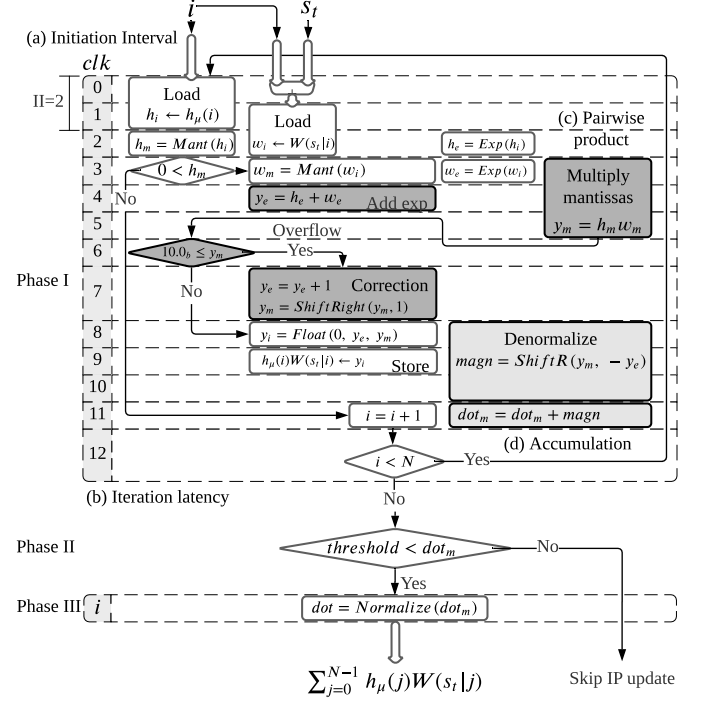 i
s_t
(a) Initiation Interval
clk
0
II=2
Load
h_i ← h_μ(i)
1
Load
w_i ← W(s_t|i)
(c) Pairwise
product
2
h_m = Mant(h_i)
h_e = Exp(h_i)
3
0 < h_m
w_m = Mant(w_i)
w_e = Exp(w_i)
Multiply
mantissas
y_m = h_m w_m
No
4
y_e = h_e + w_e
Add exp
5
Overflow
6
10.0_b ≤ y_m
Yes
Phase I
No
7
y_e = y_e + 1
Correction
y_m = ShiftRight(y_m, 1)
8
y_i = Float(0, y_e, y_m)
Denormalize
magn = ShiftR(y_m, − y_e)
9
h_μ(i)W(s_t|i) ← y_i
Store
10
11
i = i + 1
dot_m = dot_m + magn
(d) Accumulation
12
i < N
Yes
(b) Iteration latency
No
Phase II
threshold < dot_m
No
Yes
Phase III
i
dot = Normalize(dot_m)
∑_{j=0}^{N−1} h_μ(j)W(s_t|j)
Skip IP update